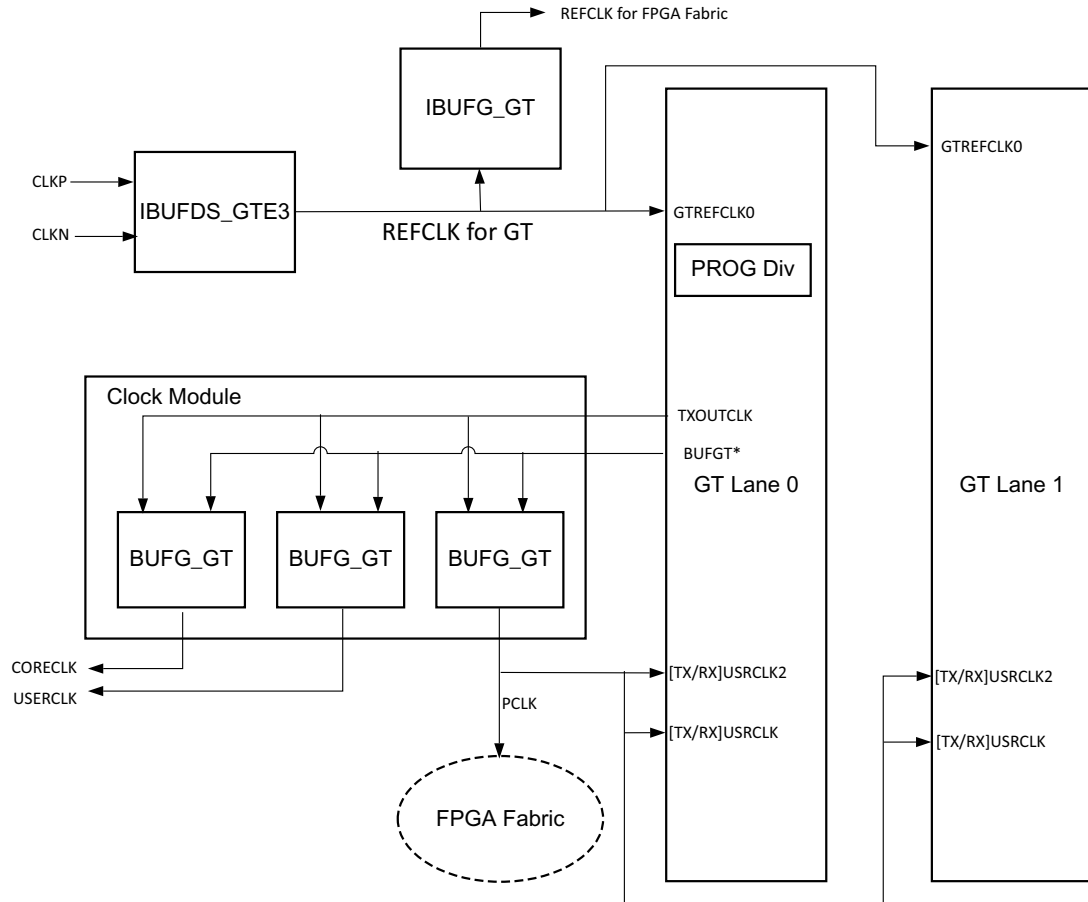 REFCLK for FPGA Fabric
IBUFG_GT
CLKP
CLKN
IBUFDS_GTE3
REFCLK for GT
GTREFCLK0
GTREFCLK0
PROG Div
Clock Module
TXOUTCLK
BUFGT*
GT Lane 0
GT Lane 1
BUFG_GT
BUFG_GT
BUFG_GT
CORECLK
USERCLK
PCLK
[TX/RX]USRCLK2
[TX/RX]USRCLK2
[TX/RX]USRCLK
[TX/RX]USRCLK
FPGA Fabric